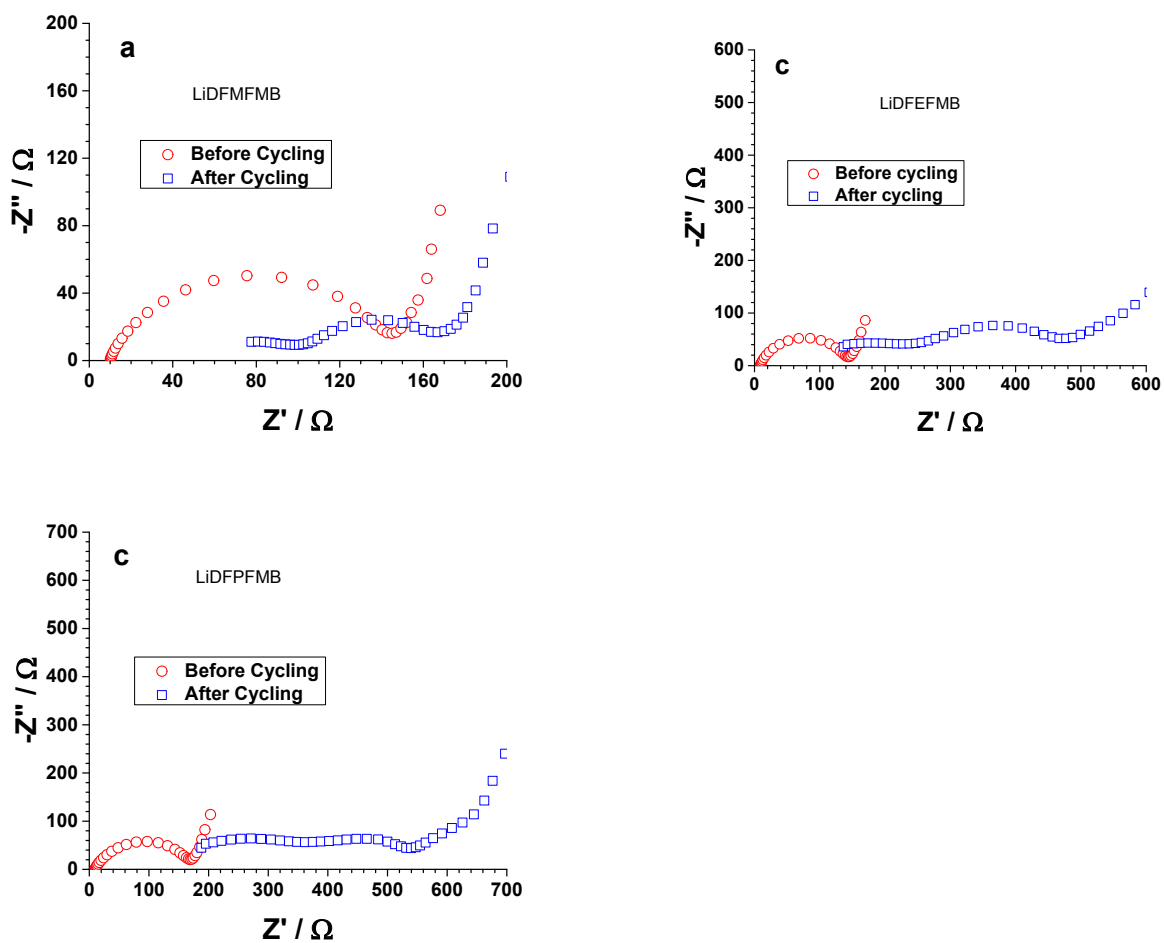 a
LiDFMFMB
Before Cycling
After Cycling
200
160
120
80
40
0
-Z" / Ω
0 40 80 120 160 200
Z' / Ω
c
LiDFEFMB
Before cycling
After cycling
600
500
400
300
200
100
0
-Z" / Ω
0 100 200 300 400 500 600
Z' / Ω
c
LiDFPFMB
Before Cycling
After Cycling
700
600
500
400
300
200
100
0
-Z" / Ω
0 100 200 300 400 500 600 700
Z' / Ω